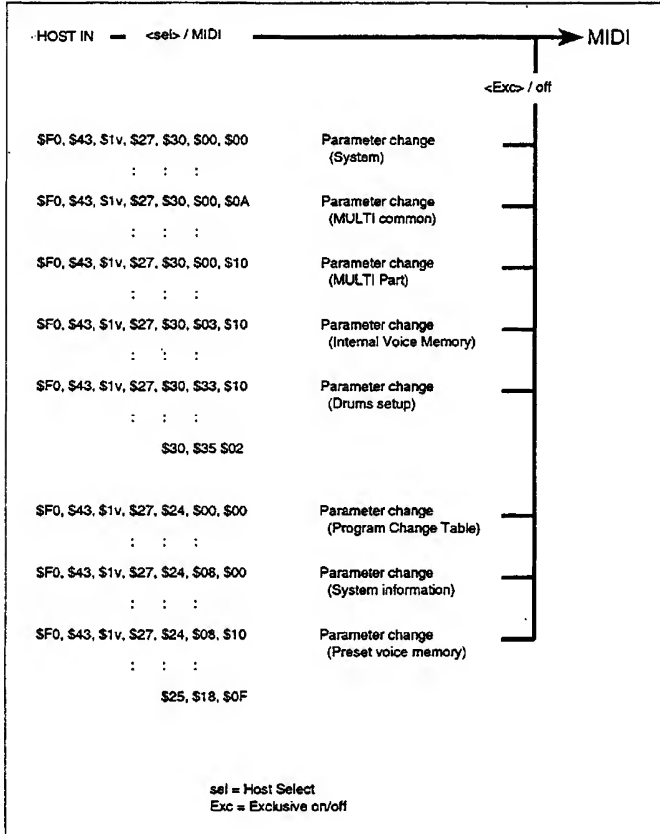 HOST IN — <sel> / MIDI MIDI
<Exc> / off
$F0, $43, $1v, $27, $30, $00, $00 Parameter change
(System)
: : :
$F0, $43, $1v, $27, $30, $00, $0A Parameter change
(MULTI common)
: : :
$F0, $43, $1v, $27, $30, $00, $10 Parameter change
(MULTI Part)
: : :
$F0, $43, $1v, $27, $30, $03, $10 Parameter change
(Internal Voice Memory)
: : :
$F0, $43, $1v, $27, $30, $33, $10 Parameter change
(Drums setup)
: : :
$30, $35 $02
$F0, $43, $1v, $27, $24, $00, $00 Parameter change
(Program Change Table)
: : :
$F0, $43, $1v, $27, $24, $08, $00 Parameter change
(System information)
: : :
$F0, $43, $1v, $27, $24, $08, $10 Parameter change
(Preset voice memory)
: : :
$25, $18, $0F
sel = Host Select
Exc = Exclusive on/off